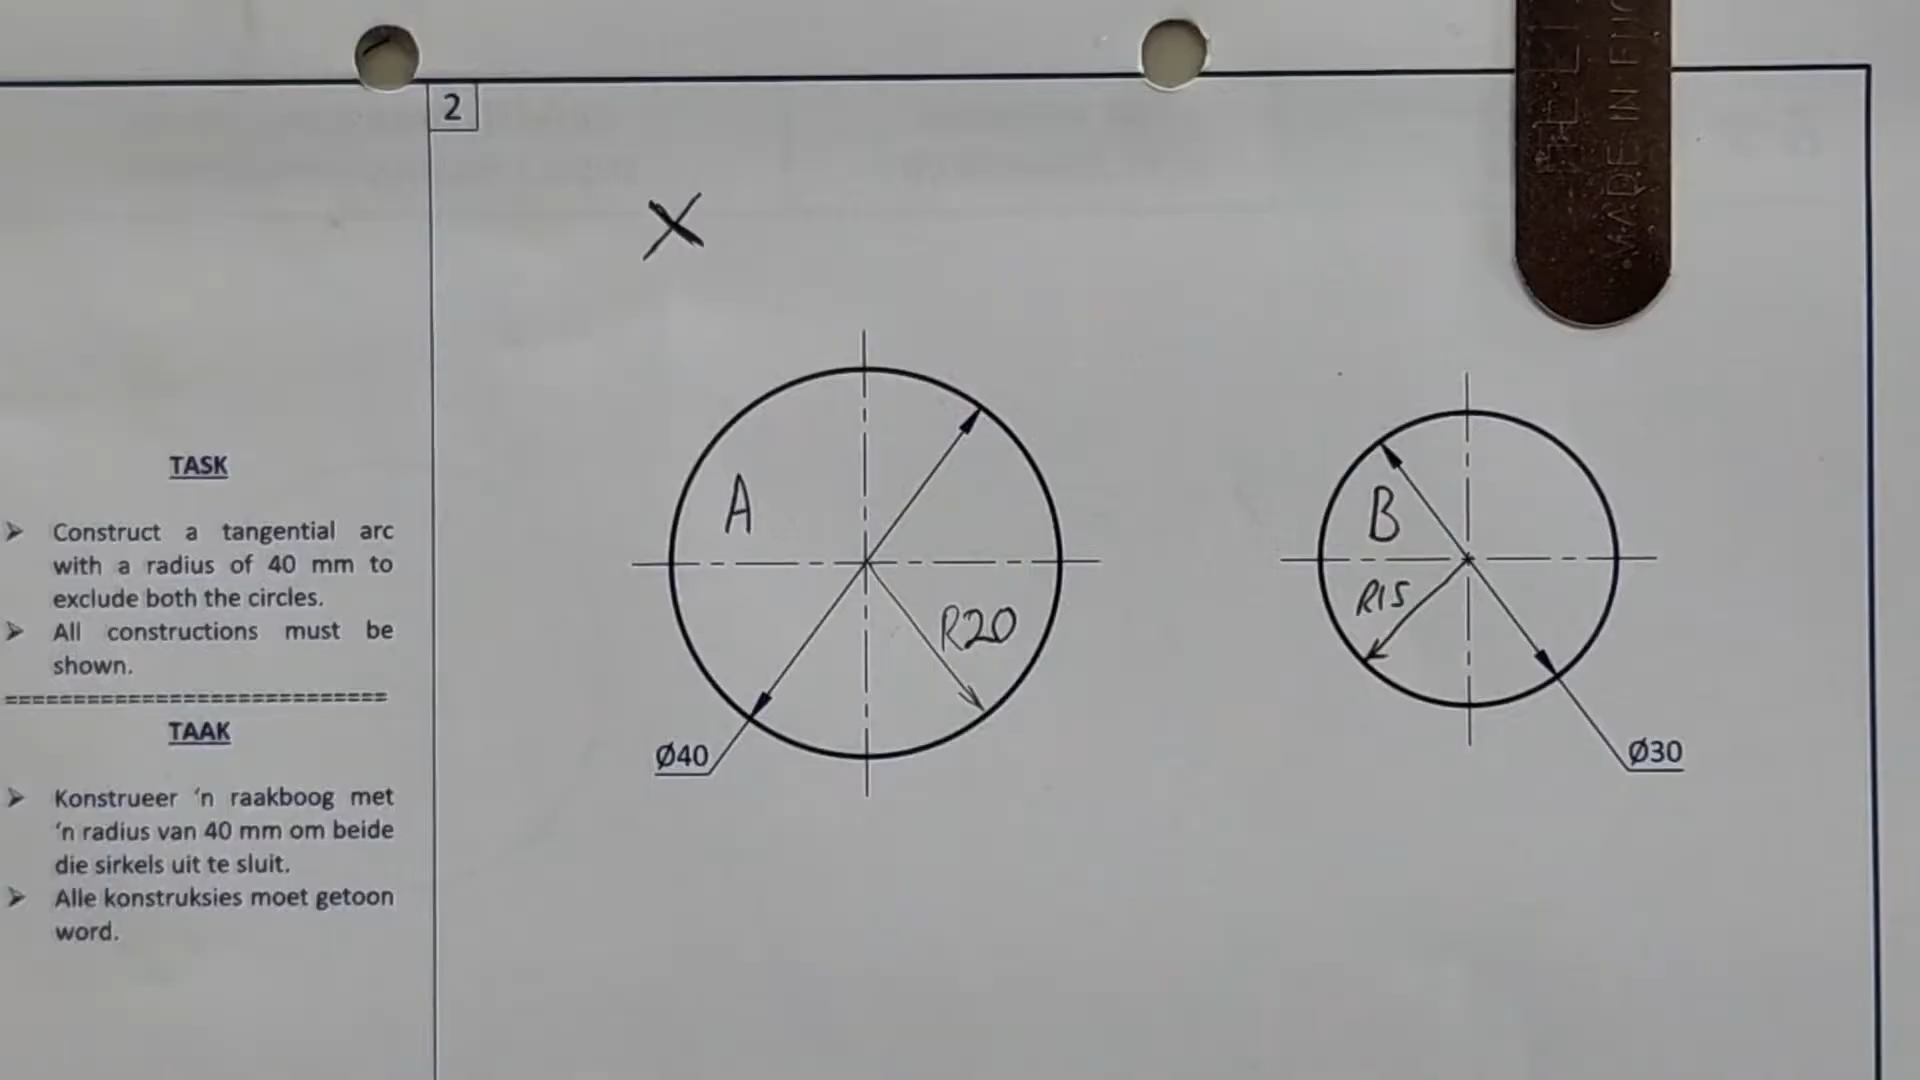 2
X
TASK
➢ Construct a tangential arc
with a radius of 40 mm to
exclude both the circles.
➢ All constructions must be
shown.
===========================
TAAK
➢ Konstrueer ‘n raakboog met
‘n radius van 40 mm om beide
die sirkels uit te sluit.
➢ Alle konstruksies moet getoon
word.
A
R20
Ø40
B
R15
Ø30
MADE IN